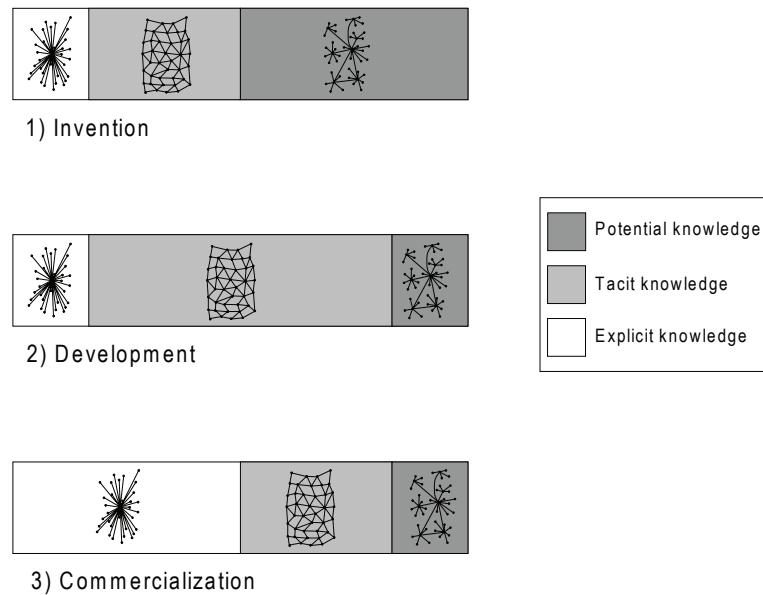 1) Invention
Potential knowledge
Tacit knowledge
Explicit knowledge
2) Development
3) Commercialization